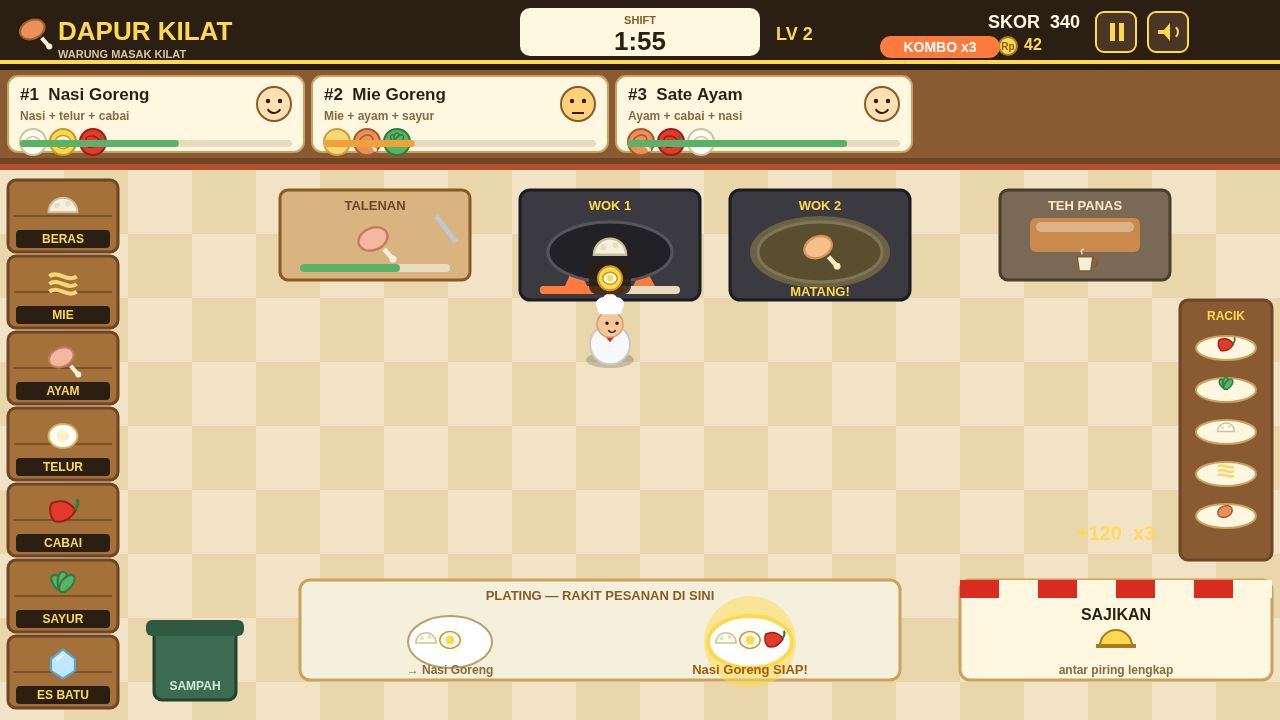 DAPUR KILAT
WARUNG MASAK KILAT
SHIFT
1:55
LV 2
SKOR 340
KOMBO x3
Rp 42
#1 Nasi Goreng
Nasi + telur + cabai
#2 Mie Goreng
Mie + ayam + sayur
#3 Sate Ayam
Ayam + cabai + nasi
BERAS
MIE
AYAM
TELUR
CABAI
SAYUR
ES BATU
TALENAN
WOK 1
WOK 2
MATANG!
TEH PANAS
RACIK
+120 x3
SAMPAH
PLATING — RAKIT PESANAN DI SINI
→ Nasi Goreng
Nasi Goreng SIAP!
SAJIKAN
antar piring lengkap